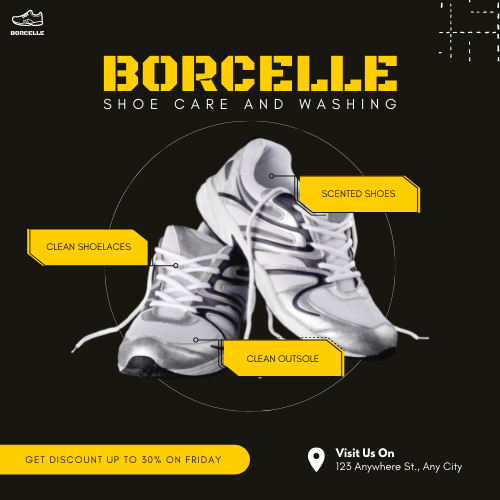 BORCELLE
BORCELLE
SHOE CARE AND WASHING
SCENTED SHOES
CLEAN SHOELACES
CLEAN OUTSOLE
GET DISCOUNT UP TO 30% ON FRIDAY
Visit Us On
123 Anywhere St., Any City